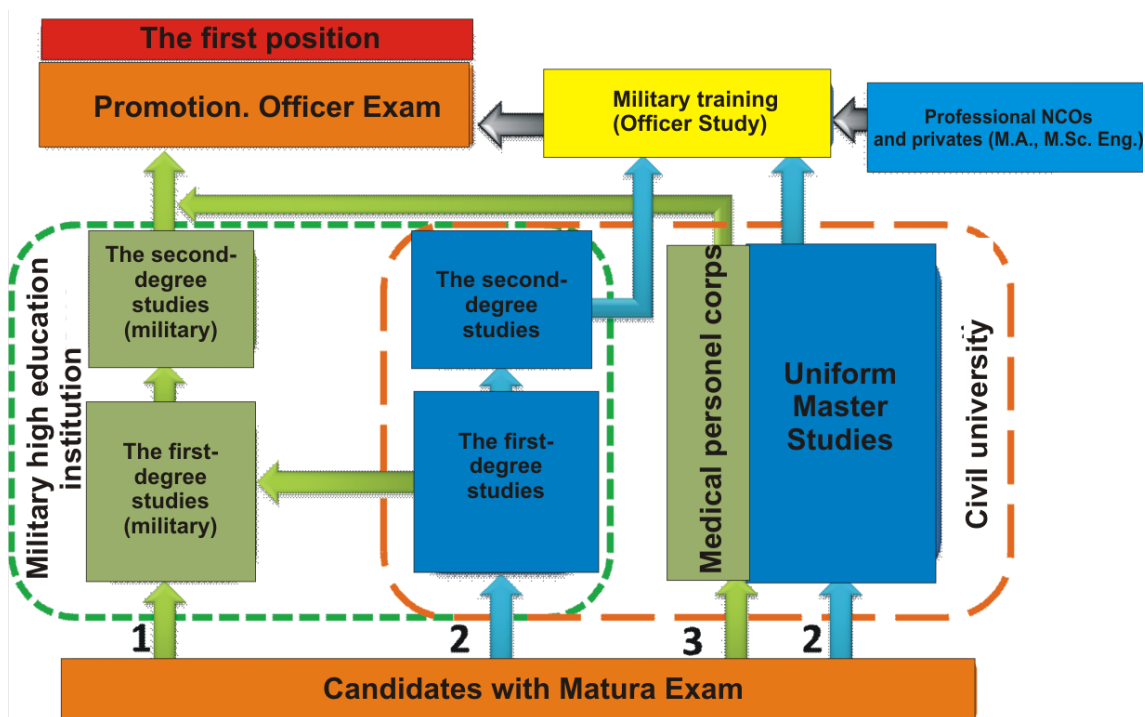 The first position
Promotion. Officer Exam
Military training
(Officer Study)
Professional NCOs
and privates (M.A., M.Sc. Eng.)
Military high education
institution
The second-
degree
studies
(military)
The first-
degree
studies
(military)
The second-
degree
studies
The first-
degree
studies
Medical personel corps
Uniform
Master
Studies
Civil university
1
2
3
2
Candidates with Matura Exam